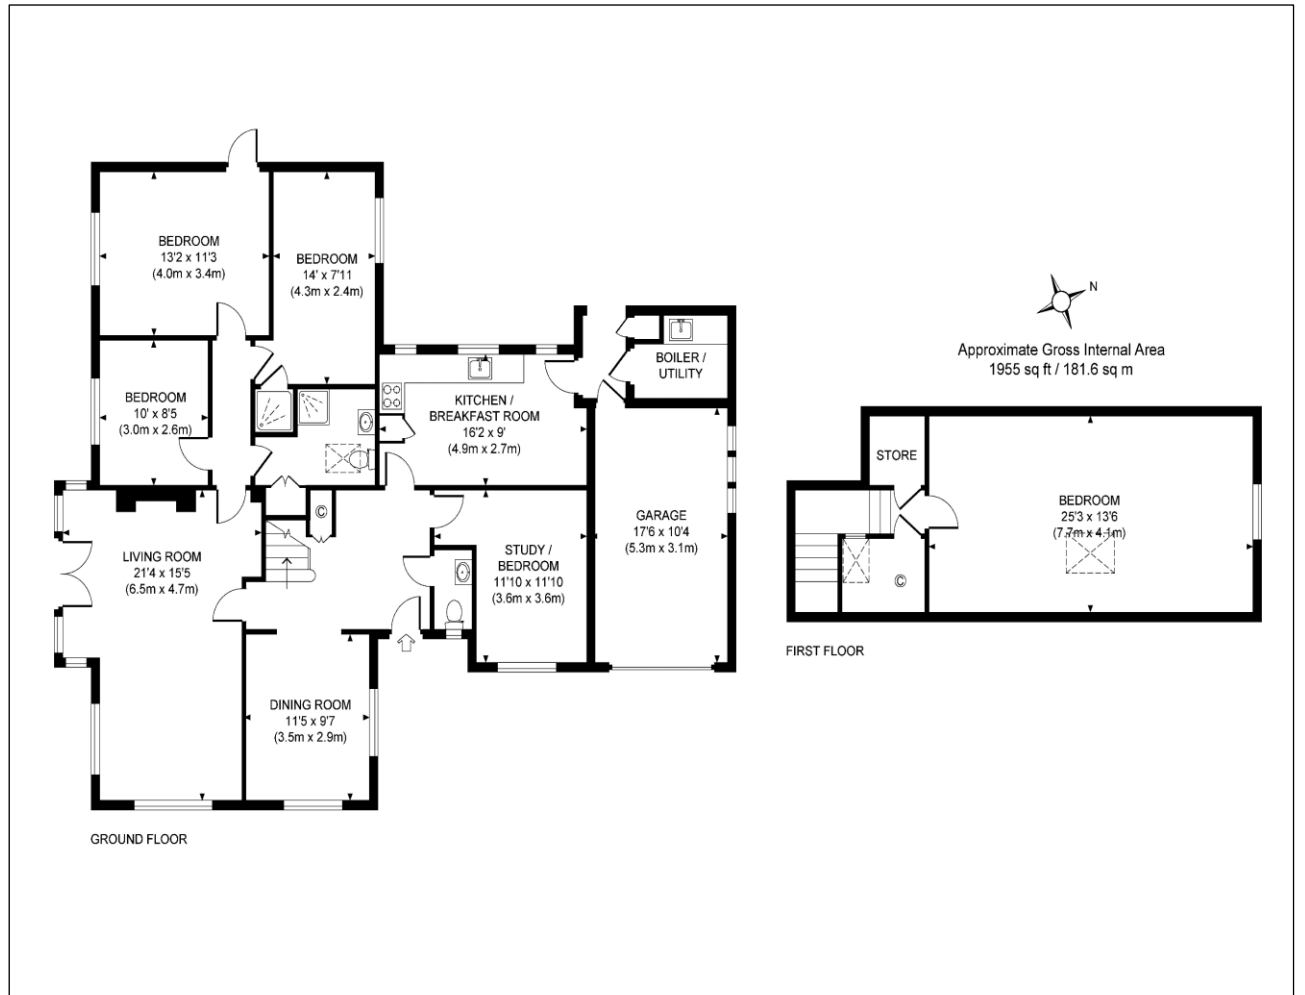 BEDROOM
13'2 x 11'3
(4.0m x 3.4m)
BEDROOM
14' x 7'11
(4.3m x 2.4m)
BEDROOM
10' x 8'5
(3.0m x 2.6m)
KITCHEN /
BREAKFAST ROOM
16'2 x 9'
(4.9m x 2.7m)
BOILER /
UTILITY
LIVING ROOM
21'4 x 15'5
(6.5m x 4.7m)
C
STUDY /
BEDROOM
11'10 x 11'10
(3.6m x 3.6m)
GARAGE
17'6 x 10'4
(5.3m x 3.1m)
DINING ROOM
11'5 x 9'7
(3.5m x 2.9m)
GROUND FLOOR
N
Approximate Gross Internal Area
1955 sq ft / 181.6 sq m
STORE
BEDROOM
25'3 x 13'6
(7.7m x 4.1m)
C
FIRST FLOOR